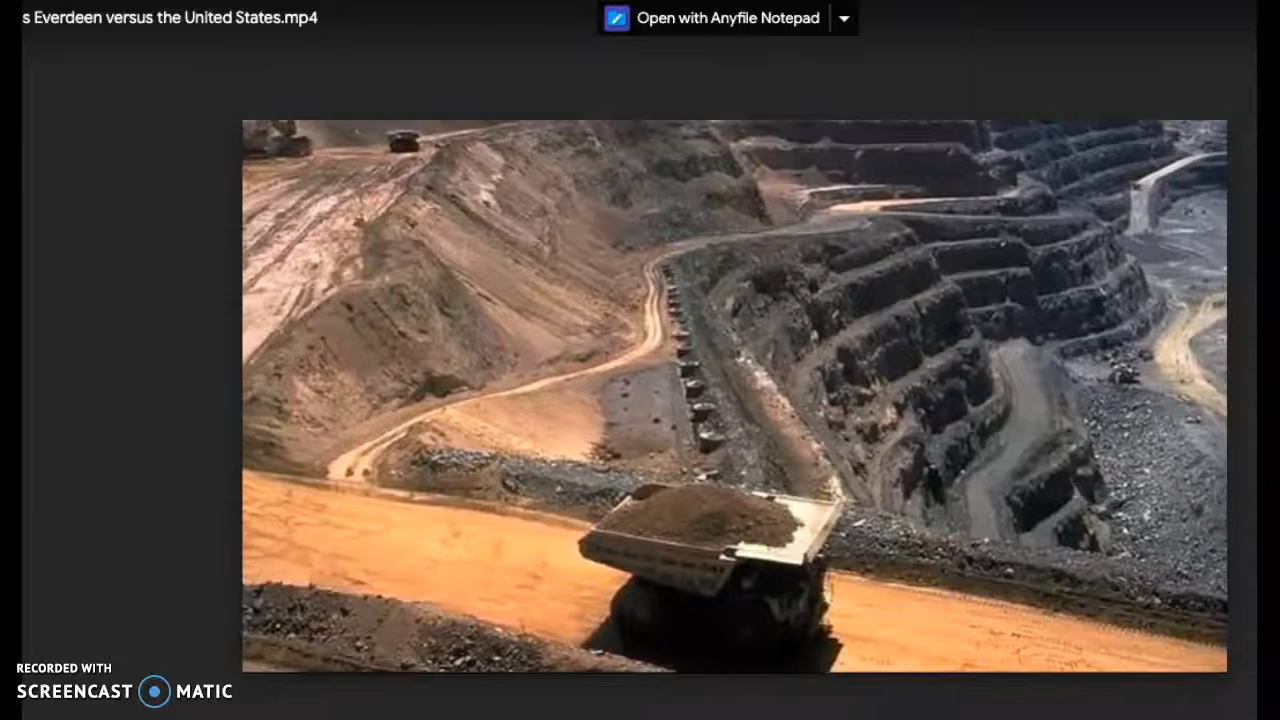 s Everdeen versus the United States.mp4
Open with Anyfile Notepad
RECORDED WITH
SCREENCAST MATIC